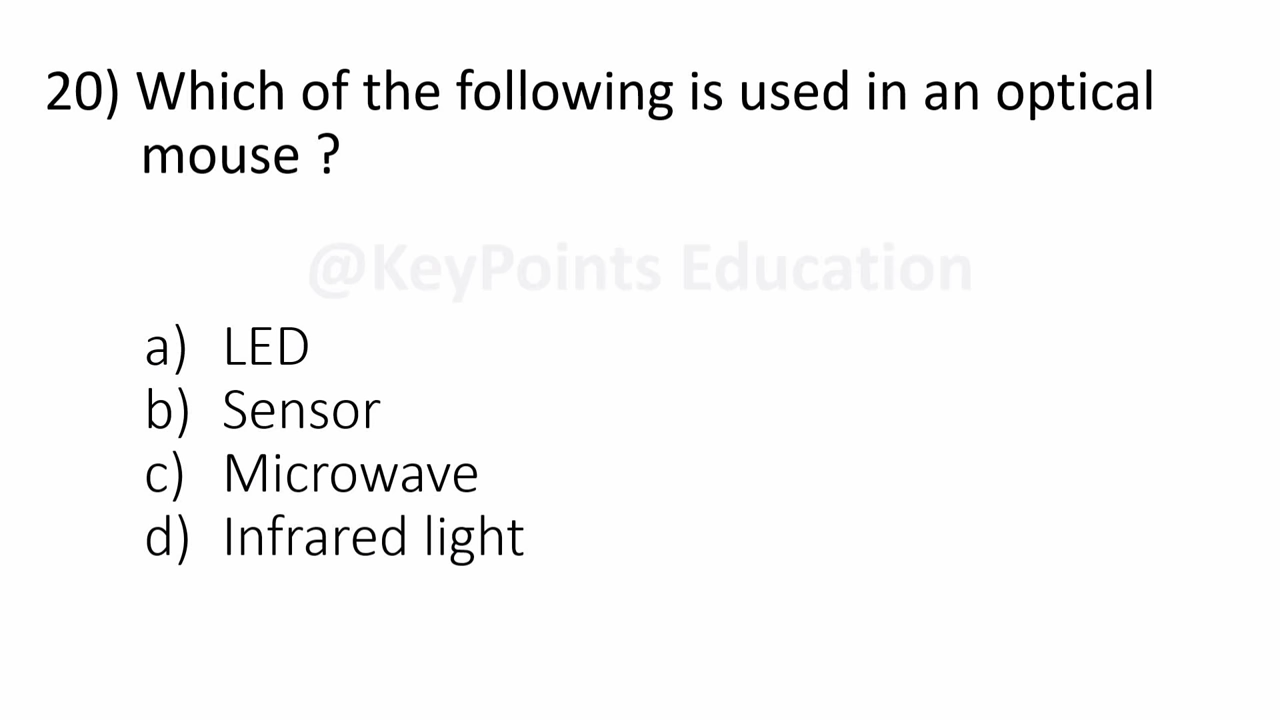 20) Which of the following is used in an optical
mouse ?
@KeyPoints Education
a) LED
b) Sensor
c) Microwave
d) Infrared light